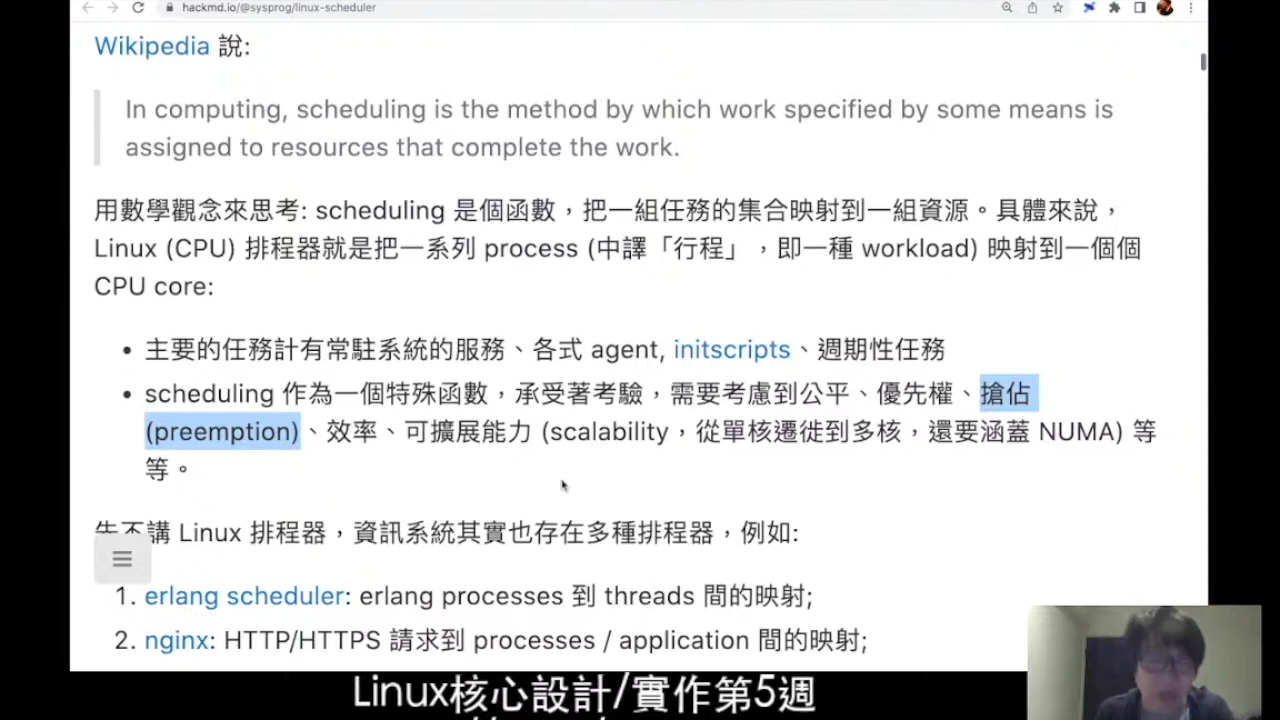 hackmd.io/@sysprog/linux-scheduler
Wikipedia 說:
In computing, scheduling is the method by which work specified by some means is
assigned to resources that complete the work.
用數學觀念來思考: scheduling 是個函數，把一組任務的集合映射到一組資源。具體來說，
Linux (CPU) 排程器就是把一系列 process (中譯「行程」，即一種 workload) 映射到一個個
CPU core:
• 主要的任務計有常駐系統的服務、各式 agent, initscripts、週期性任務
• scheduling 作為一個特殊函數，承受著考驗，需要考慮到公平、優先權、搶佔
(preemption)、效率、可擴展能力 (scalability，從單核遷徙到多核，還要涵蓋 NUMA) 等
等。
先不講 Linux 排程器，資訊系統其實也存在多種排程器，例如:
1. erlang scheduler: erlang processes 到 threads 間的映射;
2. nginx: HTTP/HTTPS 請求到 processes / application 間的映射;
Linux核心設計/實作第5週